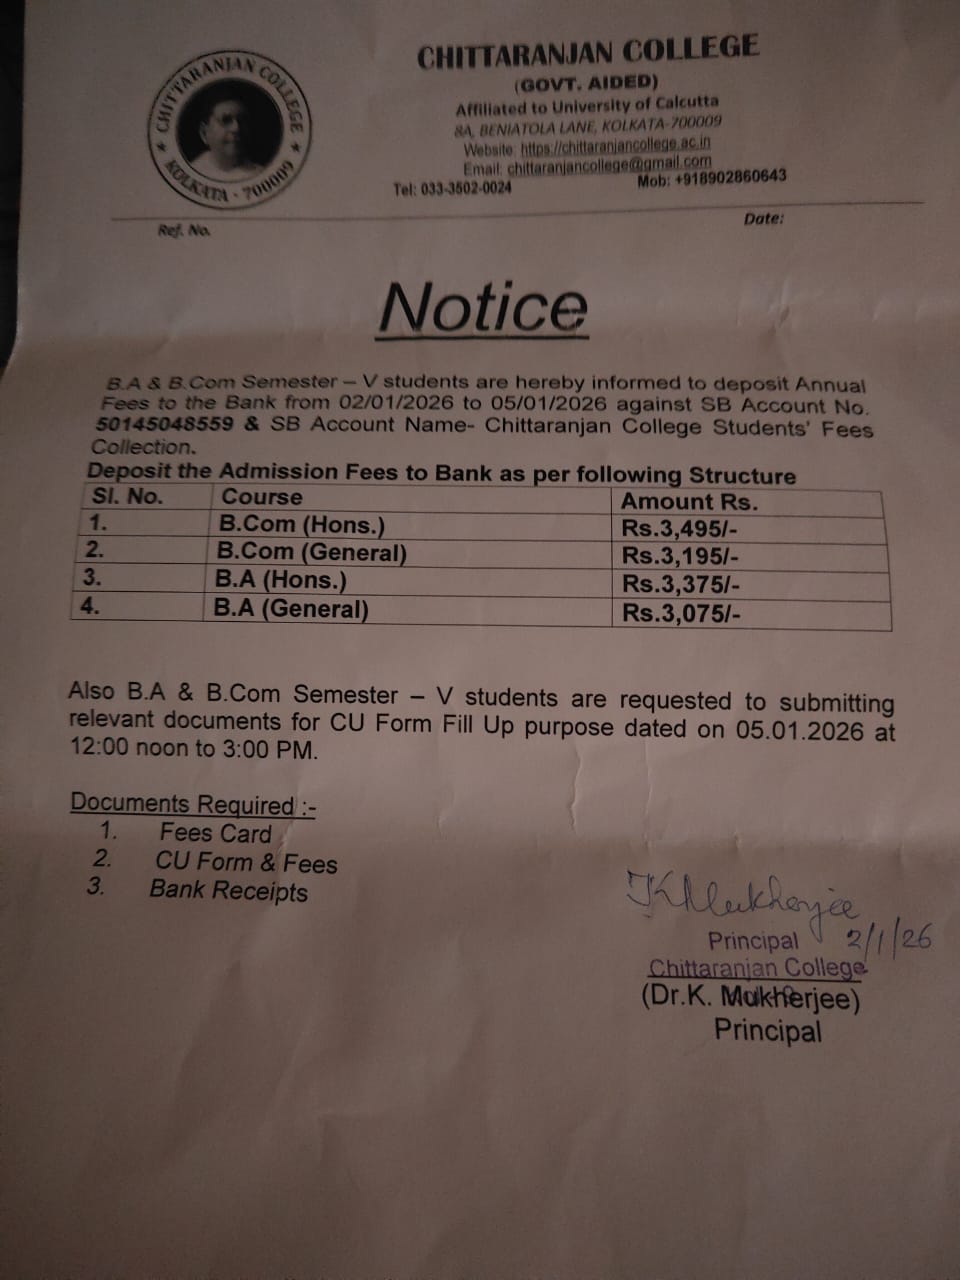 CHITTARANJAN COLLEGE
KOLKATA - 700009
CHITTARANJAN COLLEGE
(GOVT. AIDED)
Affiliated to University of Calcutta
8A, BENIATOLA LANE, KOLKATA-700009
Website: https://chittaranjancollege.ac.in
Email: chittaranjancollege@gmail.com
Tel: 033-3502-0024 Mob: +918902860643
Ref. No. Date:
Notice
B.A & B.Com Semester – V students are hereby informed to deposit Annual
Fees to the Bank from 02/01/2026 to 05/01/2026 against SB Account No.
50145048559 & SB Account Name- Chittaranjan College Students' Fees
Collection.
Deposit the Admission Fees to Bank as per following Structure
Sl. No. Course Amount Rs.
1. B.Com (Hons.) Rs.3,495/-
2. B.Com (General) Rs.3,195/-
3. B.A (Hons.) Rs.3,375/-
4. B.A (General) Rs.3,075/-
Also B.A & B.Com Semester – V students are requested to submitting
relevant documents for CU Form Fill Up purpose dated on 05.01.2026 at
12:00 noon to 3:00 PM.
Documents Required :-
1. Fees Card
2. CU Form & Fees
3. Bank Receipts
KMukherjee
Principal 2/1/26
Chittaranjan College
(Dr.K. Mukherjee)
Principal